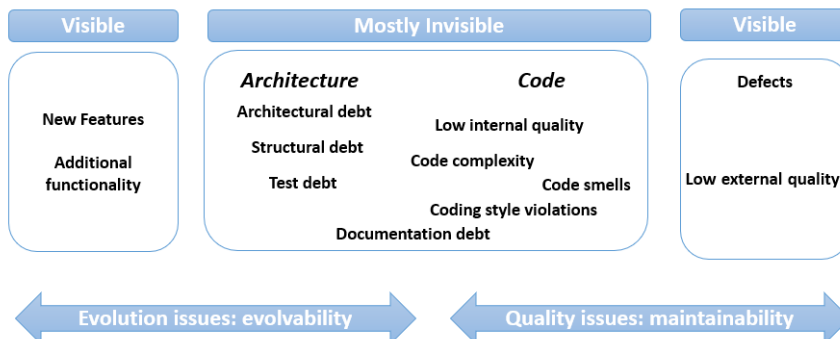 Visible
Mostly Invisible
Visible
New Features
Additional
functionality
Architecture
Architectural debt
Structural debt
Test debt
Code
Low internal quality
Code complexity
Code smells
Coding style violations
Documentation debt
Defects
Low external quality
Evolution issues: evolvability
Quality issues: maintainability